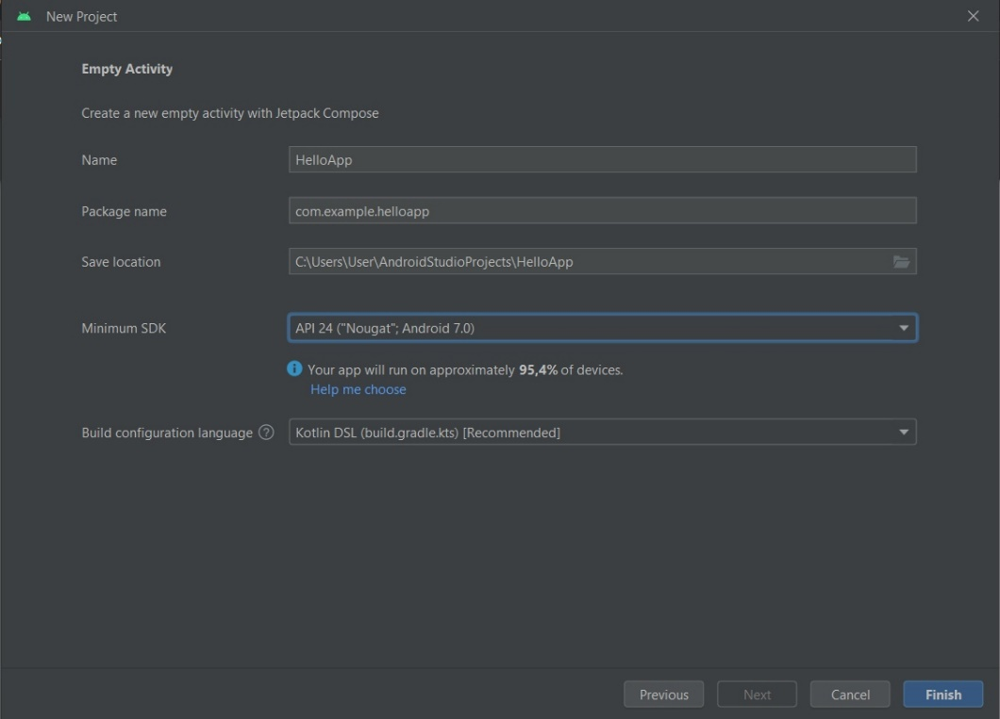 New Project
Empty Activity
Create a new empty activity with Jetpack Compose
Name HelloApp
Package name com.example.helloapp
Save location C:\Users\User\AndroidStudioProjects\HelloApp
Minimum SDK API 24 ("Nougat"; Android 7.0)
Your app will run on approximately 95,4% of devices.
Help me choose
Build configuration language Kotlin DSL (build.gradle.kts) [Recommended]
Previous Next Cancel Finish